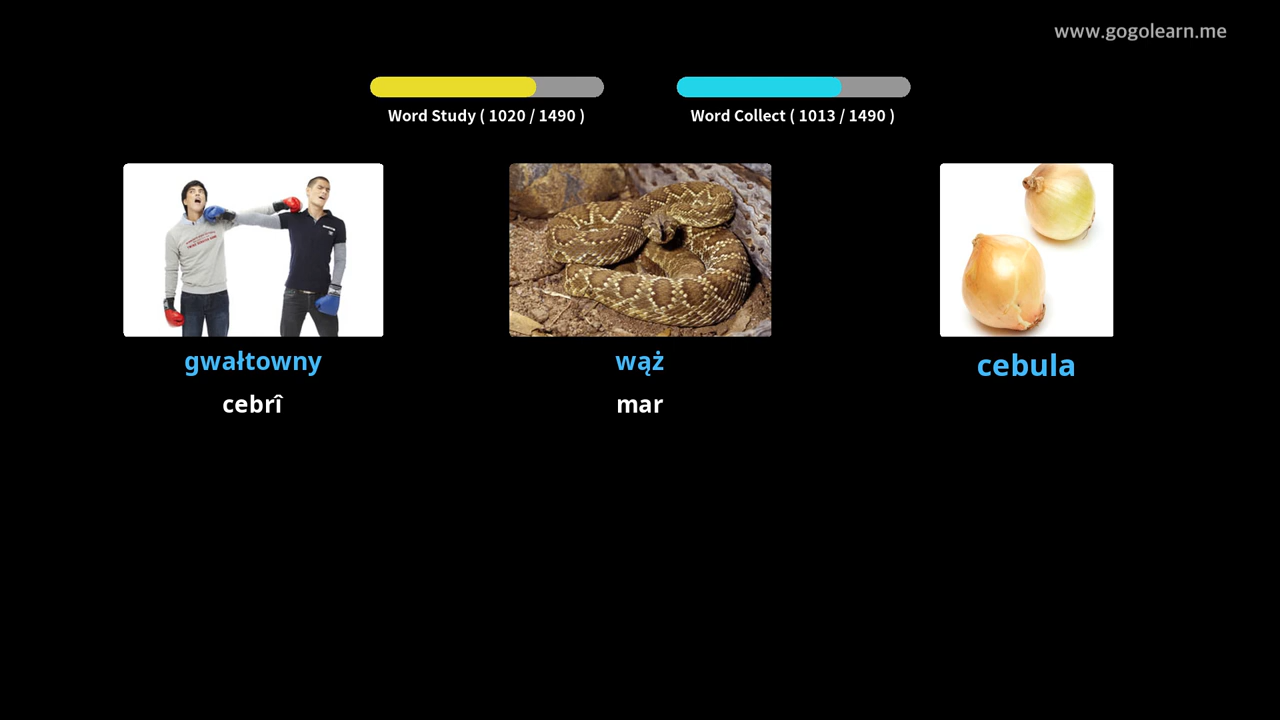 www.gogolearn.me
Word Study ( 1020 / 1490 )
Word Collect ( 1013 / 1490 )
gwałtowny
cebrî
wąż
mar
cebula